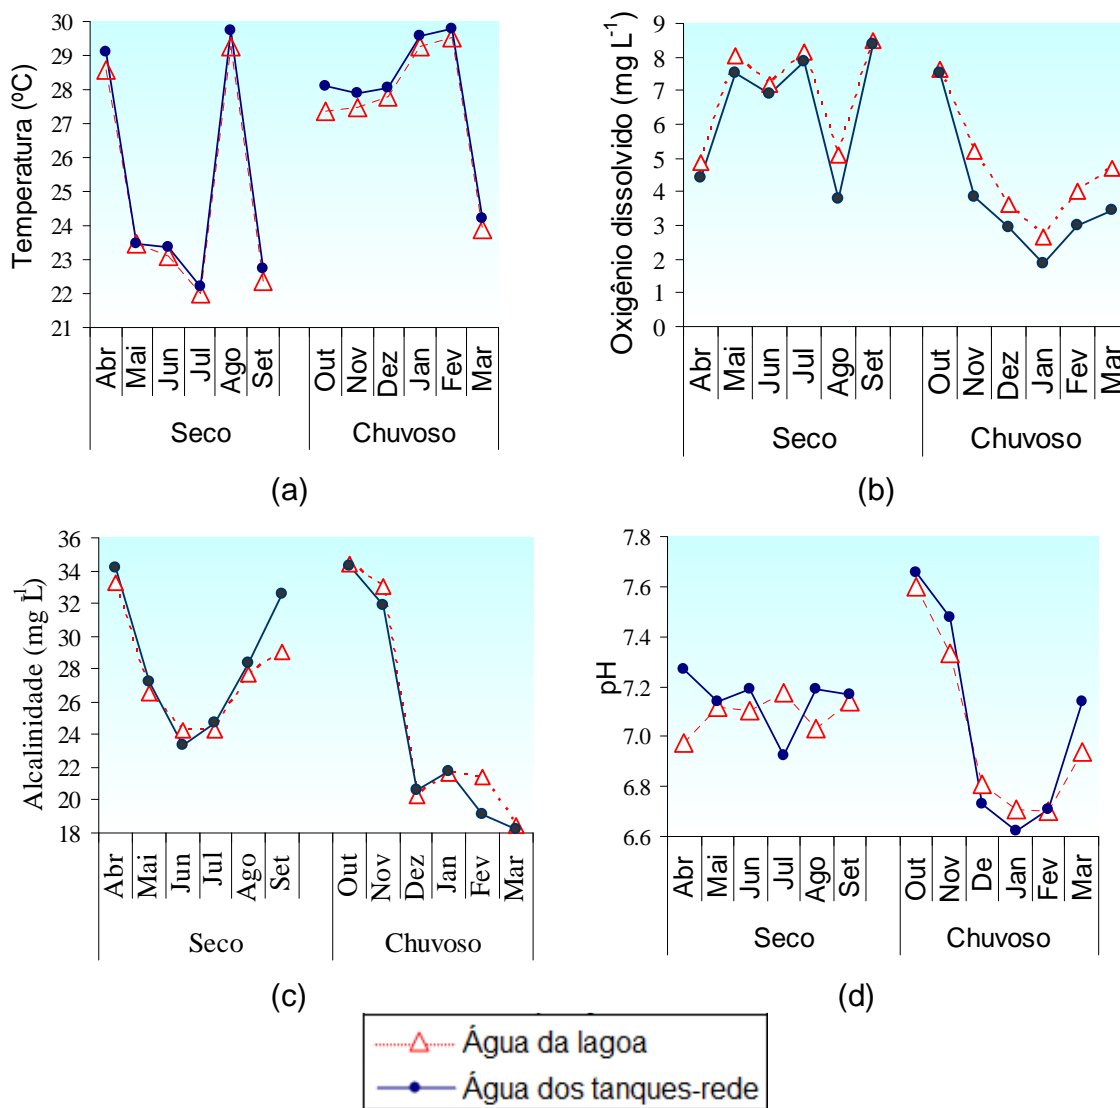 Temperatura (ºC)
30
29
28
27
26
25
24
23
22
21
Abr Mai Jun Jul Ago Set Out Nov Dez Jan Fev Mar
Seco Chuvoso
(a)
Oxigênio dissolvido (mg L-1)
9
8
7
6
5
4
3
2
1
0
Abr Mai Jun Jul Ago Set Out Nov Dez Jan Fev Mar
Seco Chuvoso
(b)
Alcalinidade (mg L-1)
36
34
32
30
28
26
24
22
20
18
Abr Mai Jun Jul Ago Set Out Nov Dez Jan Fev Mar
Seco Chuvoso
(c)
pH
7.8
7.6
7.4
7.2
7.0
6.8
6.6
Abr Mai Jun Jul Ago Set Out Nov De Jan Fev Mar
Seco Chuvoso
(d)
Água da lagoa
Água dos tanques-rede